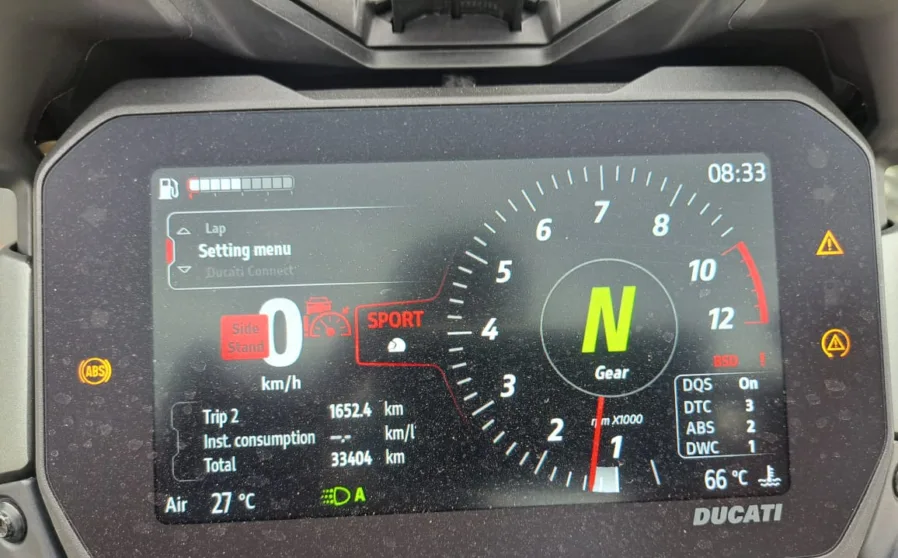 08:33
Lap
Setting menu
Ducati Connect
Side
Stand
0
km/h
SPORT
Trip 2 1652.4 km
Inst. consumption --.- km/l
Total 33404 km
Air 27 °C
A
1
2
3
4
5
6
7
8
10
12
N
Gear
rpm X1000
BSD !
DQS On
DTC 3
ABS 2
DWC 1
66 °C
ABS
DUCATI